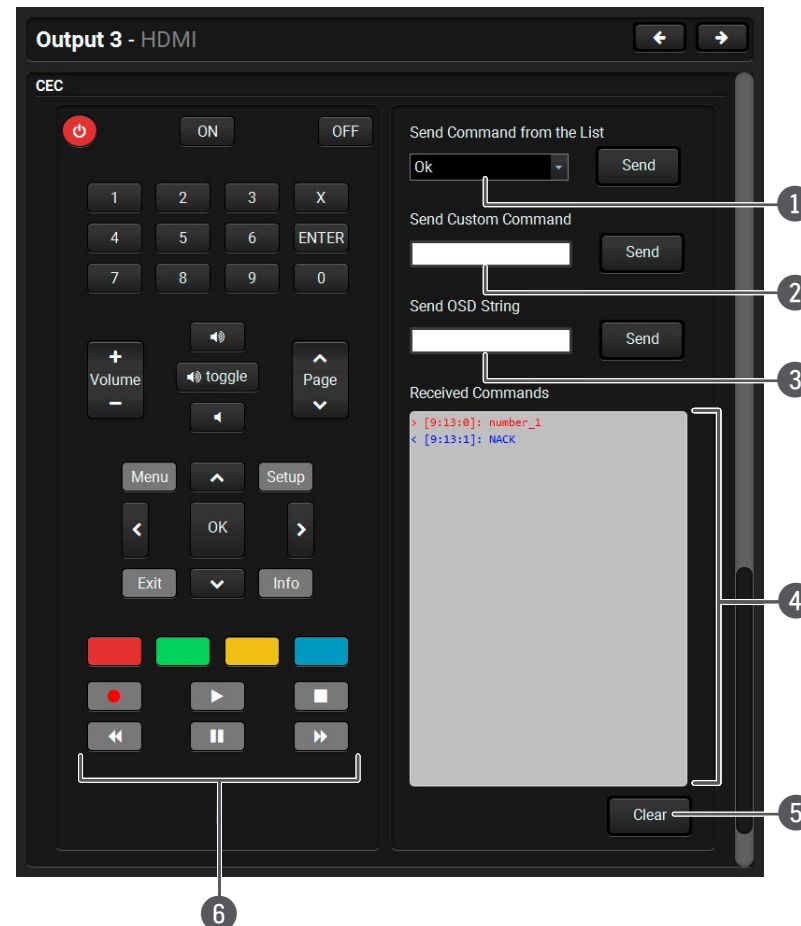 Output 3 - HDMI
CEC
ON
OFF
1 2 3 X
4 5 6 ENTER
7 8 9 0
+
Volume
−
toggle
Page
Menu
Setup
OK
Exit
Info
Send Command from the List
Ok
Send
Send Custom Command
Send
Send OSD String
Send
Received Commands
> [9:13:0]: number_1
< [9:13:1]: NACK
Clear
1
2
3
4
5
6